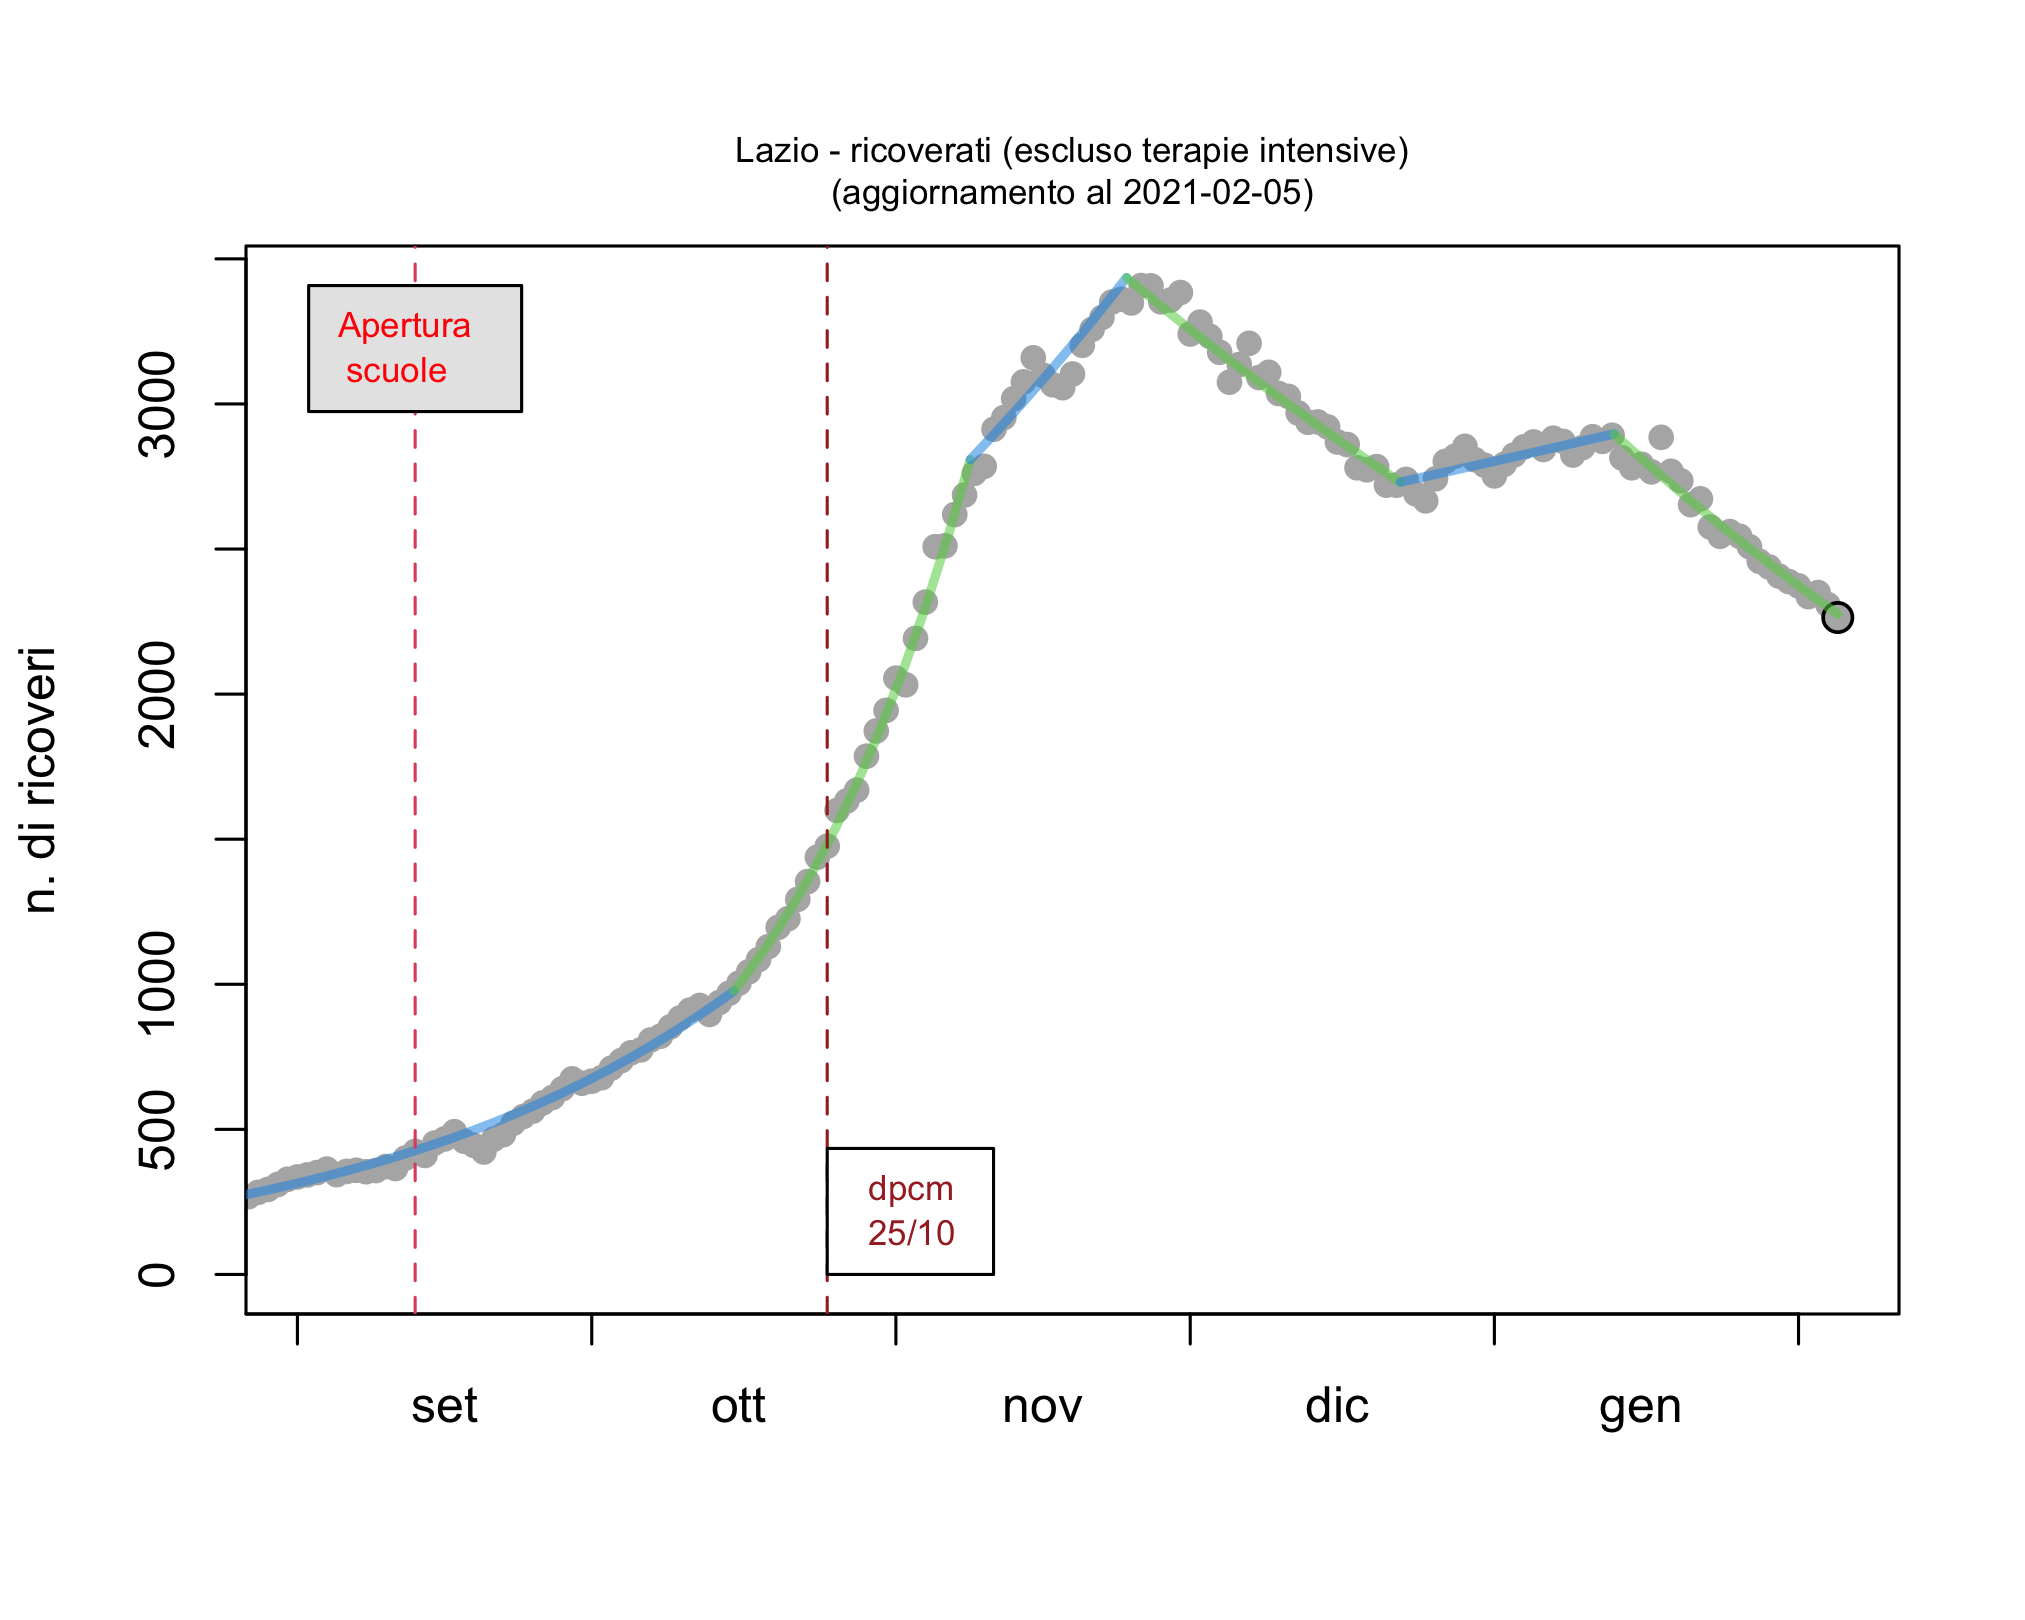 Lazio - ricoverati (escluso terapie intensive)
(aggiornamento al 2021-02-05)
Apertura
scuole
n. di ricoveri
3000
2000
1000
500
0
dpcm
25/10
set ott nov dic gen